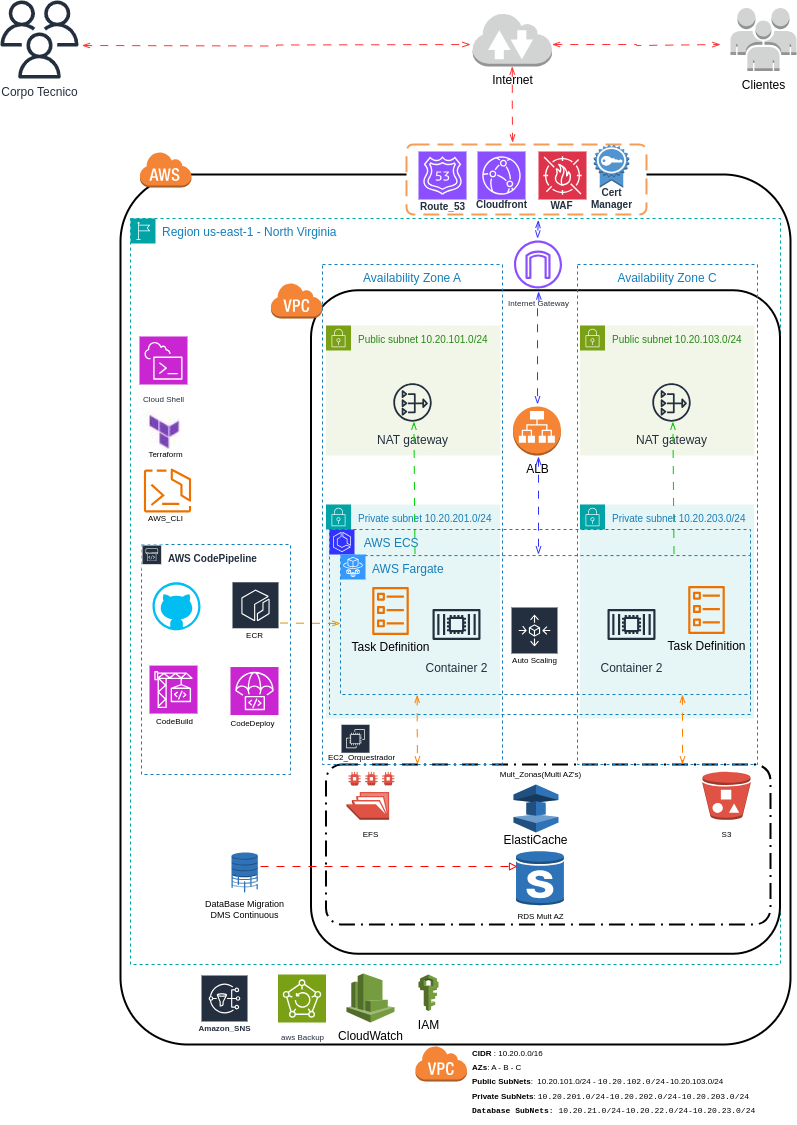 Corpo Tecnico
Internet
Clientes
AWS
53
Route_53
Cloudfront
WAF
Cert
Manager
Region us-east-1 - North Virginia
Availability Zone A
Availability Zone C
VPC
Internet Gateway
Public subnet 10.20.101.0/24
Public subnet 10.20.103.0/24
Cloud Shell
NAT gateway
NAT gateway
Terraform
ALB
AWS_CLI
Private subnet 10.20.201.0/24
Private subnet 10.20.203.0/24
AWS ECS
AWS CodePipeline
AWS Fargate
ECR
Task Definition
Task Definition
Auto Scaling
Container 2
Container 2
CodeBuild
CodeDeploy
EC2_Orquestrador
Mult_Zonas(Multi AZ's)
EFS
ElastiCache
S3
S
DataBase Migration
DMS Continuous
RDS Mult AZ
Amazon_SNS
aws Backup
CloudWatch
IAM
VPC
CIDR : 10.20.0.0/16
AZs: A - B - C
Public SubNets: 10.20.101.0/24 - 10.20.102.0/24-10.20.103.0/24
Private SubNets: 10.20.201.0/24-10.20.202.0/24-10.20.203.0/24
Database SubNets: 10.20.21.0/24-10.20.22.0/24-10.20.23.0/24